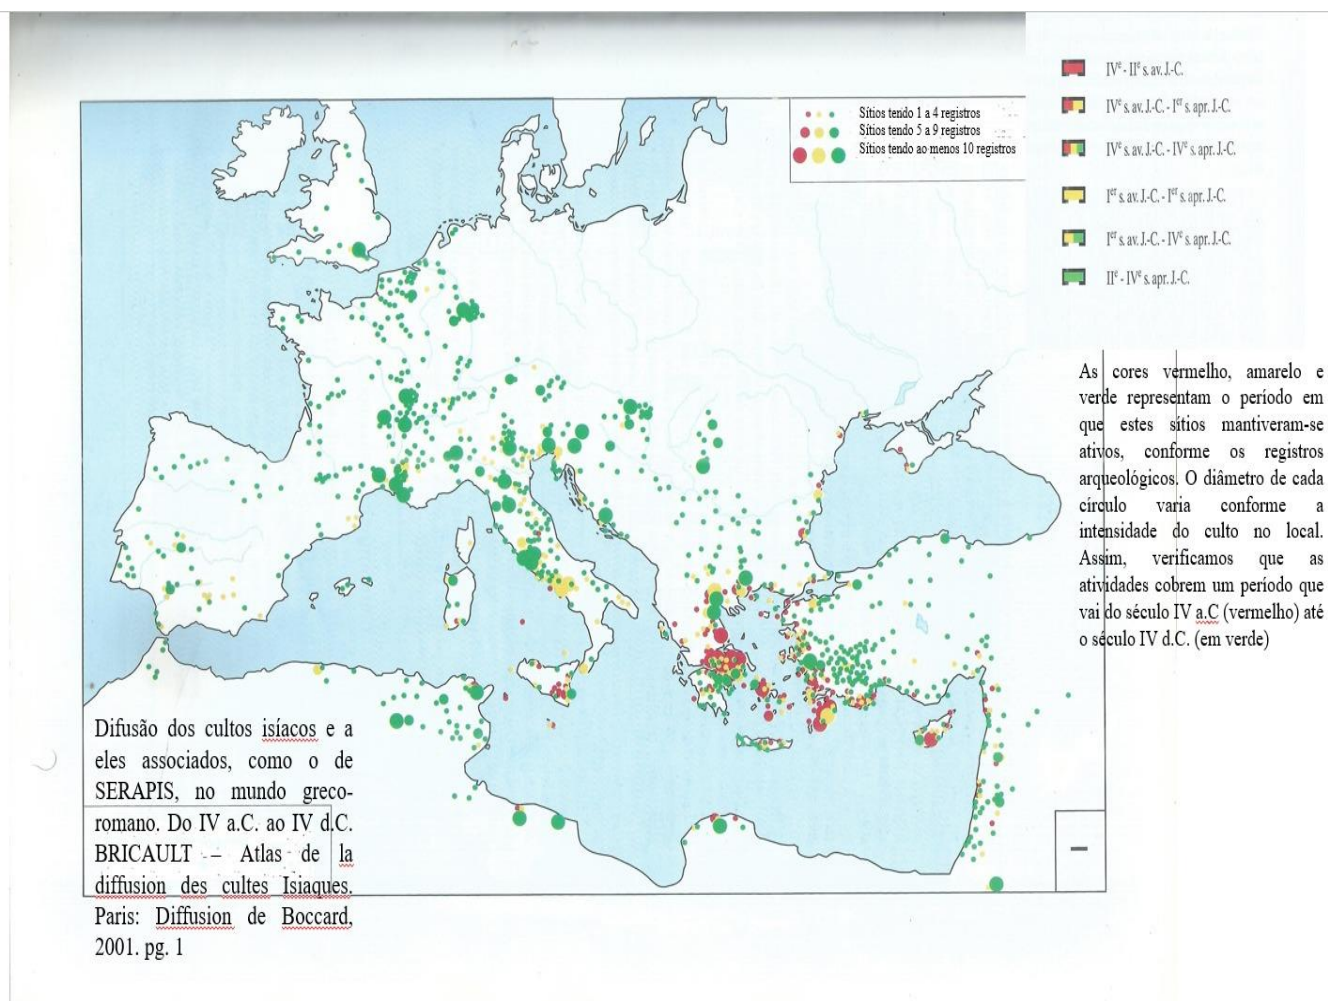 Sítios tendo 1 a 4 registros
Sítios tendo 5 a 9 registros
Sítios tendo ao menos 10 registros
IVe - IIe s. av. J.-C.
IVe s. av. J.-C. - Ier s. apr. J.-C.
IVe s. av. J.-C. - IVe s. apr. J.-C.
Ier s. av. J.-C. - Ier s. apr. J.-C.
Ier s. av. J.-C. - IVe s. apr. J.-C.
IIe - IVe s. apr. J.-C.
As cores vermelho, amarelo e
verde representam o período em
que estes sítios mantiveram-se
ativos, conforme os registros
arqueológicos. O diâmetro de cada
círculo varia conforme a
intensidade do culto no local.
Assim, verificamos que as
atividades cobrem um período que
vai do século IV a.C (vermelho) até
o século IV d.C. (em verde)
Difusão dos cultos isíacos e a
eles associados, como o de
SERAPIS, no mundo greco-
romano. Do IV a.C. ao IV d.C.
BRICAULT – Atlas de la
diffusion des cultes Isiaques.
Paris: Diffusion de Boccard,
2001. pg. 1